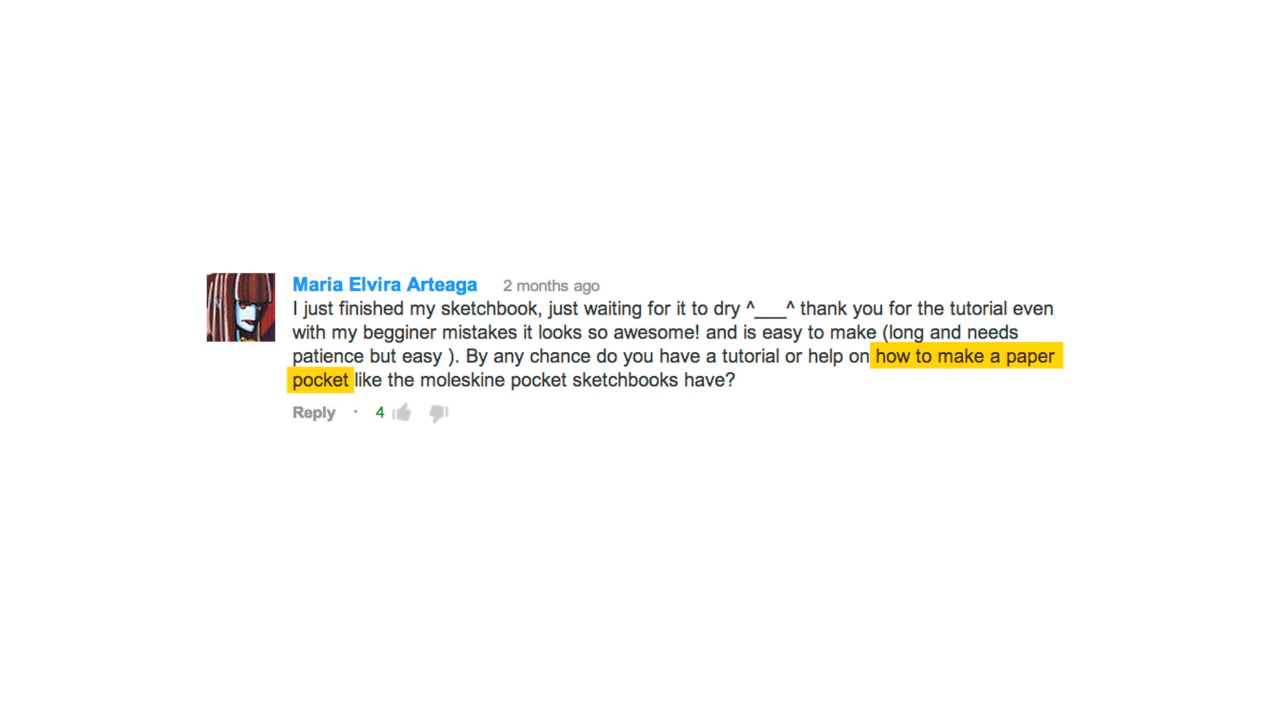 Maria Elvira Arteaga 2 months ago
I just finished my sketchbook, just waiting for it to dry ^___^ thank you for the tutorial even
with my begginer mistakes it looks so awesome! and is easy to make (long and needs
patience but easy ). By any chance do you have a tutorial or help on how to make a paper
pocket like the moleskine pocket sketchbooks have?
Reply · 4